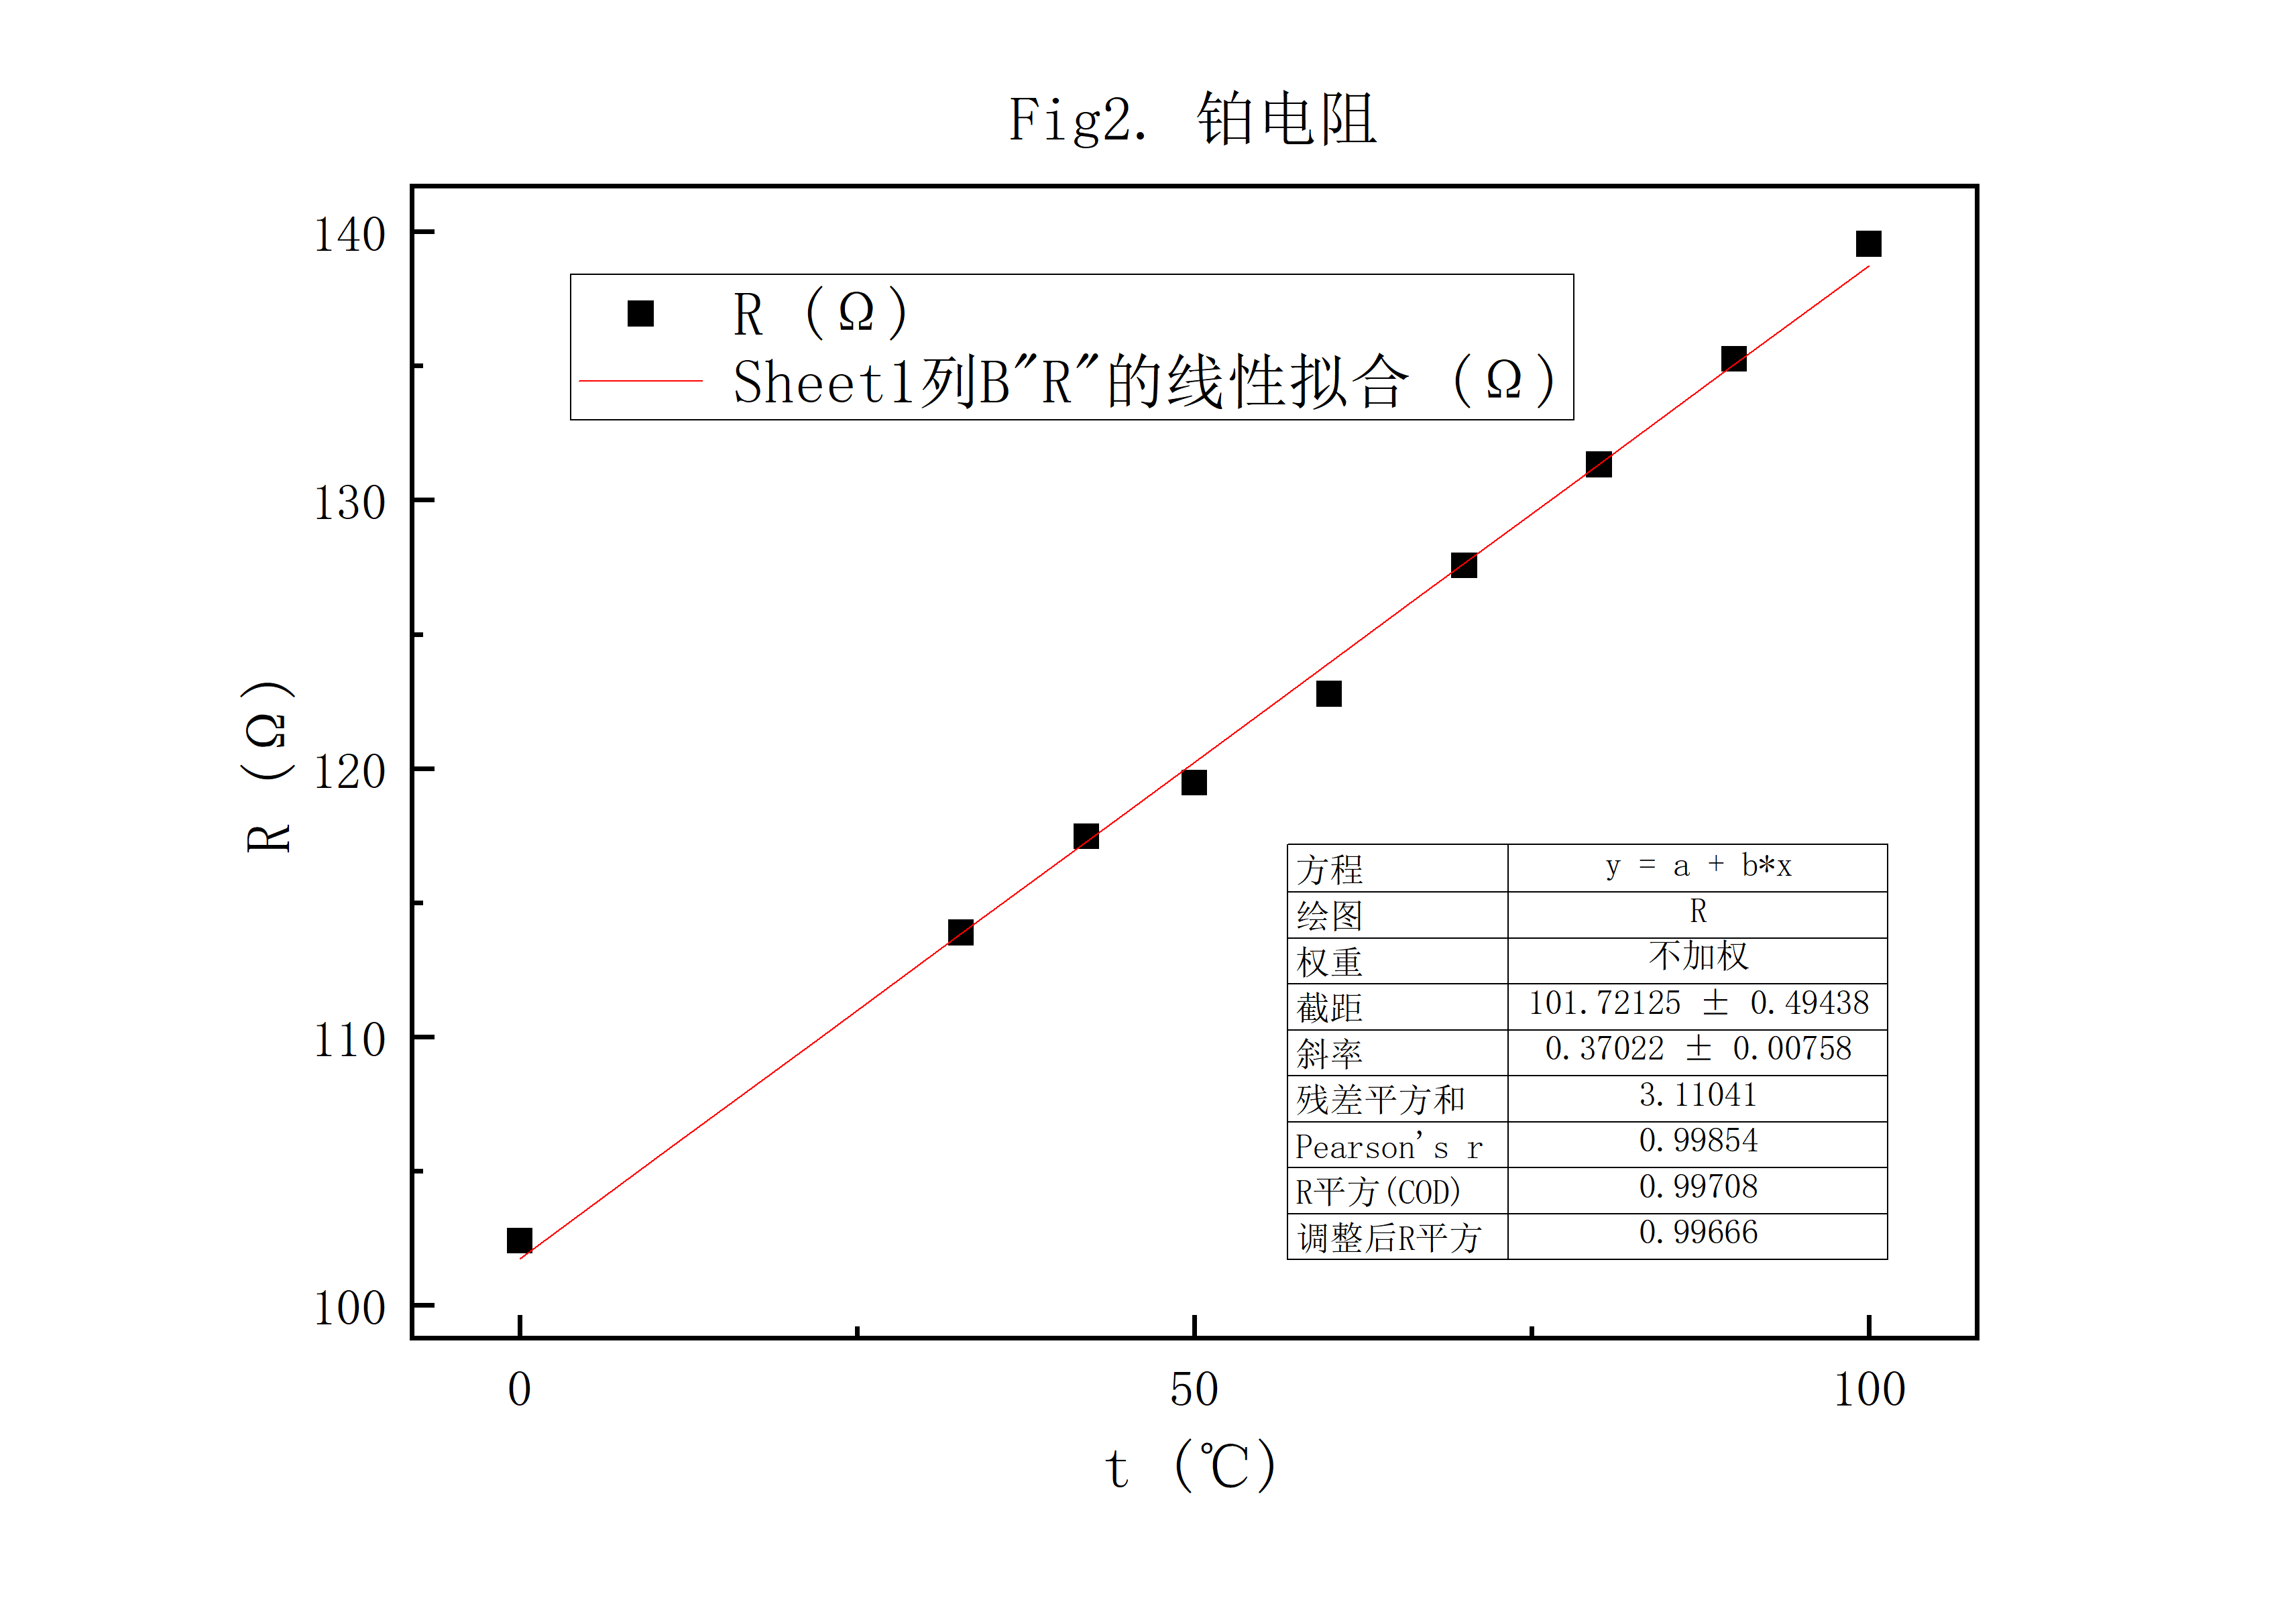 Fig2. 铂电阻
R (Ω)
Sheet1列B"R"的线性拟合 (Ω)
140
130
120
110
100
R (Ω)
方程 y = a + b*x
绘图 R
权重 不加权
截距 101.72125 ± 0.49438
斜率 0.37022 ± 0.00758
残差平方和 3.11041
Pearson's r 0.99854
R平方(COD) 0.99708
调整后R平方 0.99666
0 50 100
t (℃)